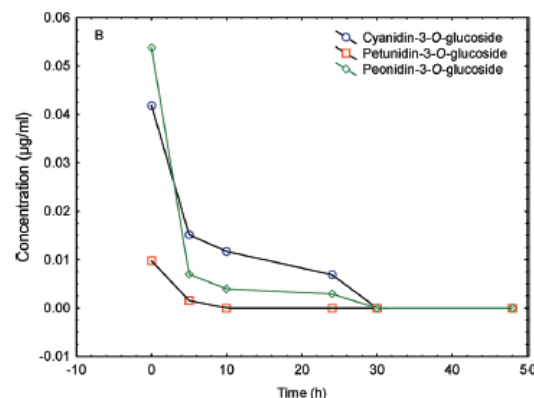 B
Cyanidin-3-O-glucoside
Petunidin-3-O-glucoside
Peonidin-3-O-glucoside
Concentration (µg/ml)
0.06
0.05
0.04
0.03
0.02
0.01
0.00
-0.01
-10 0 10 20 30 40 50
Time (h)